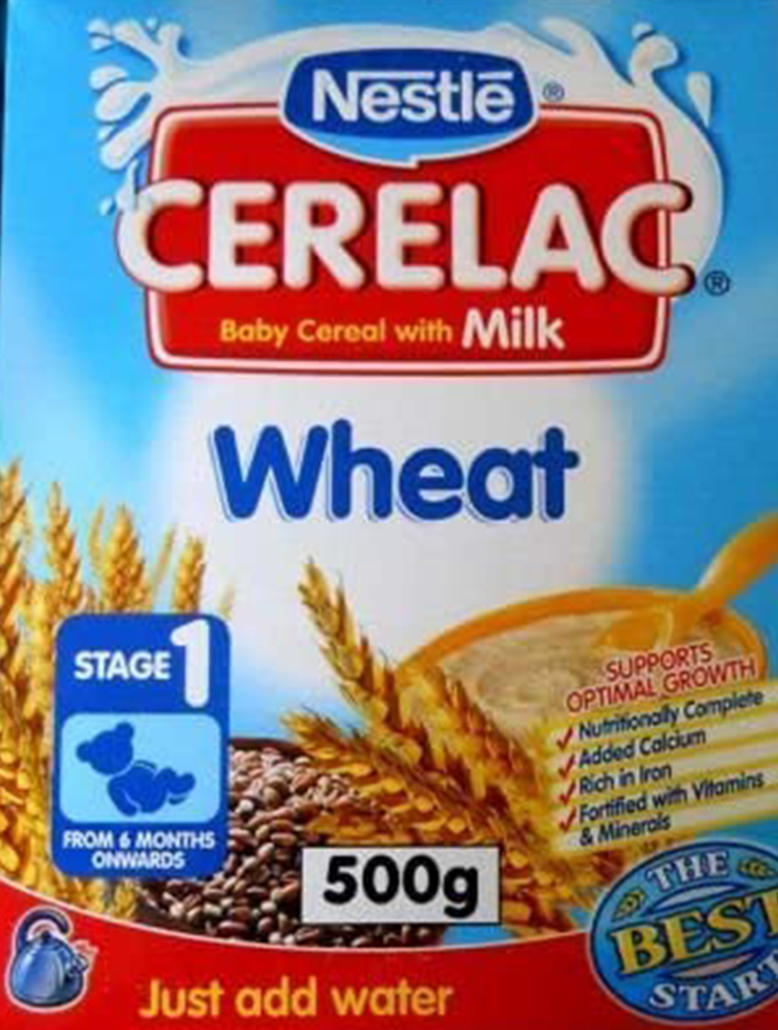 Nestlē ®
CERELAC ®
Baby Cereal with Milk
Wheat
STAGE 1
FROM 6 MONTHS
ONWARDS
SUPPORTS
OPTIMAL GROWTH
✓ Nutritionally Complete
✓ Added Calcium
✓ Rich in Iron
✓ Fortified with Vitamins
& Minerals
500g
THE
BEST
START
Just add water